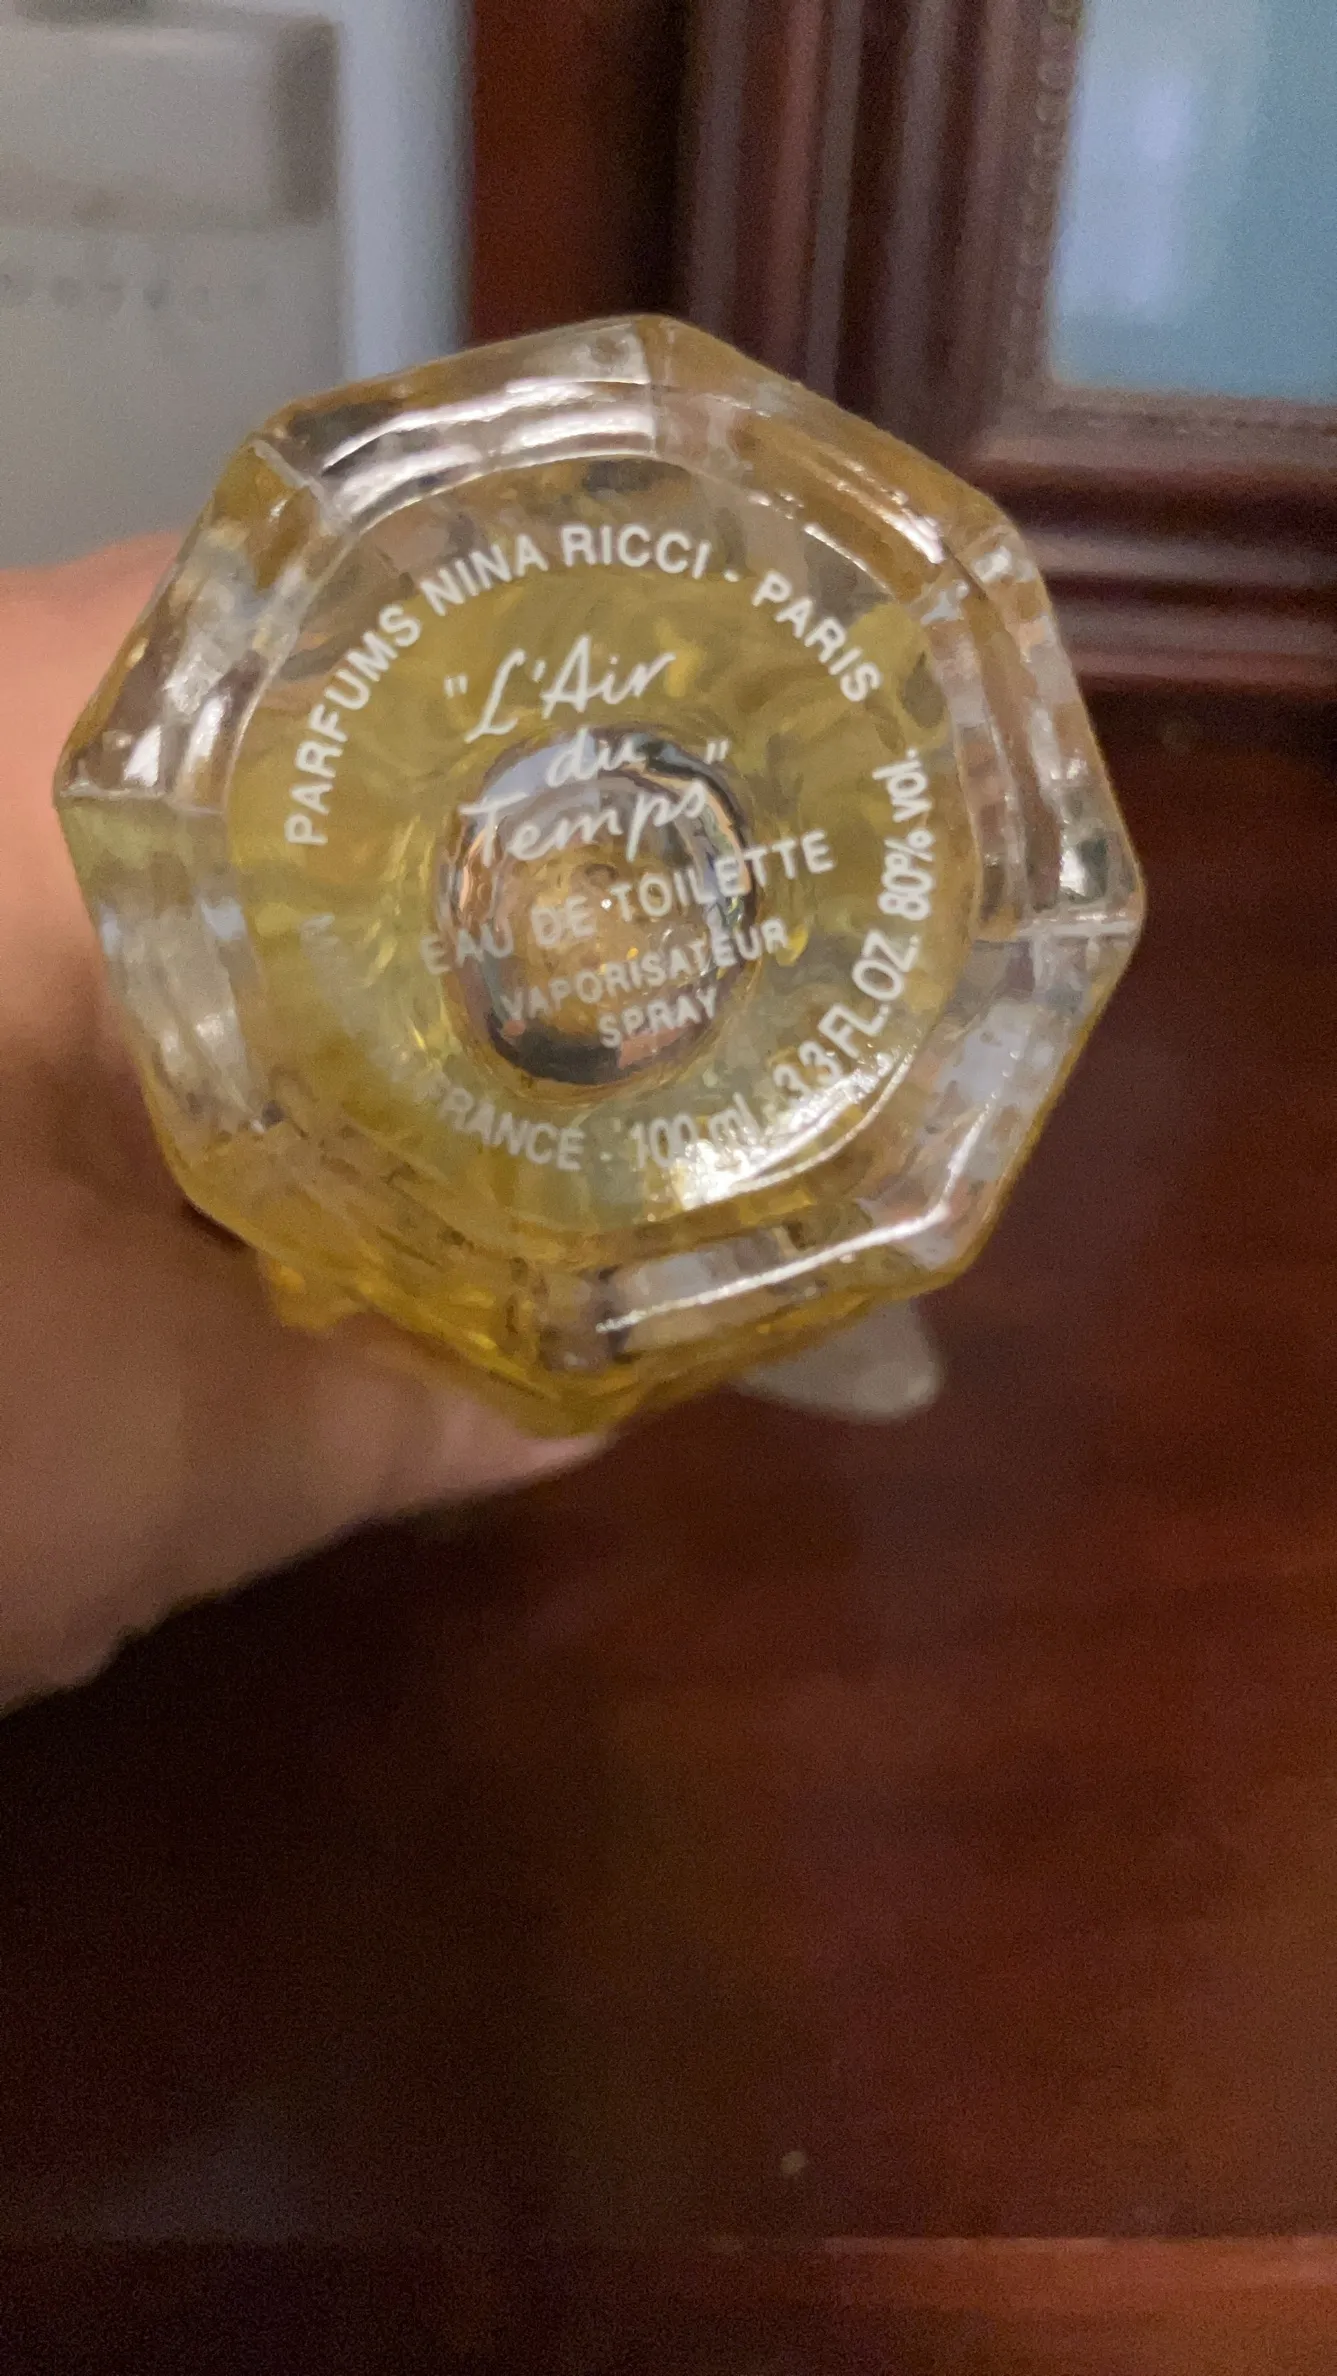 PARFUMS NINA RICCI - PARIS
"L'Air
du
Temps"
EAU DE TOILETTE
VAPORISATEUR
SPRAY
FRANCE - 100 ml - 3.3 FL.OZ. 80% vol.